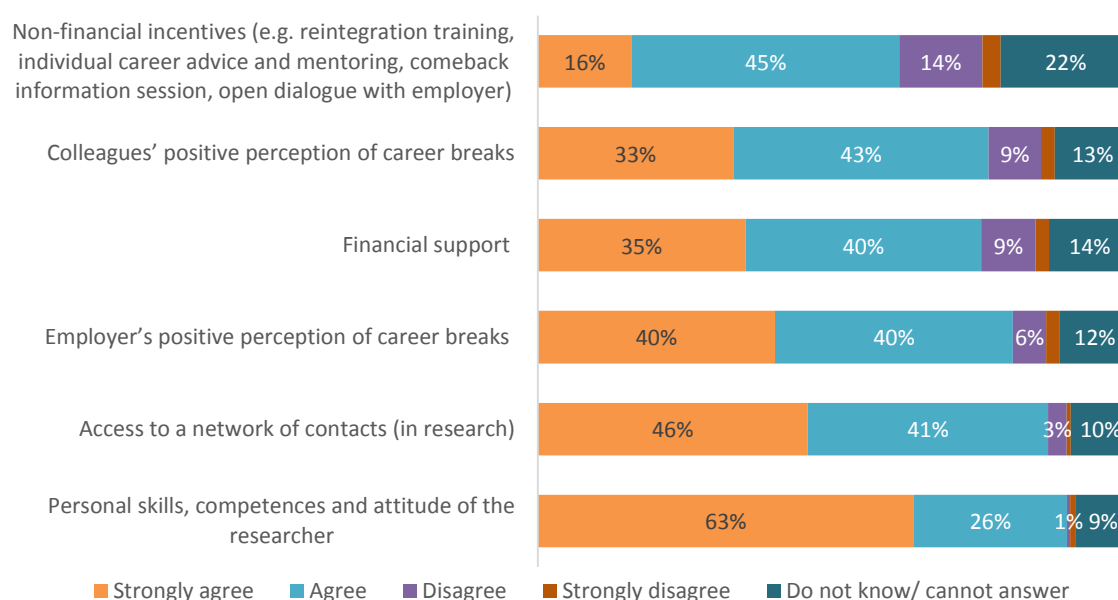 Non-financial incentives (e.g. reintegration training,
individual career advice and mentoring, comeback
information session, open dialogue with employer)
16% 45% 14% 22%
Colleagues’ positive perception of career breaks
33% 43% 9% 13%
Financial support
35% 40% 9% 14%
Employer’s positive perception of career breaks
40% 40% 6% 12%
Access to a network of contacts (in research)
46% 41% 3% 10%
Personal skills, competences and attitude of the
researcher
63% 26% 1% 9%
Strongly agree Agree Disagree Strongly disagree Do not know/ cannot answer